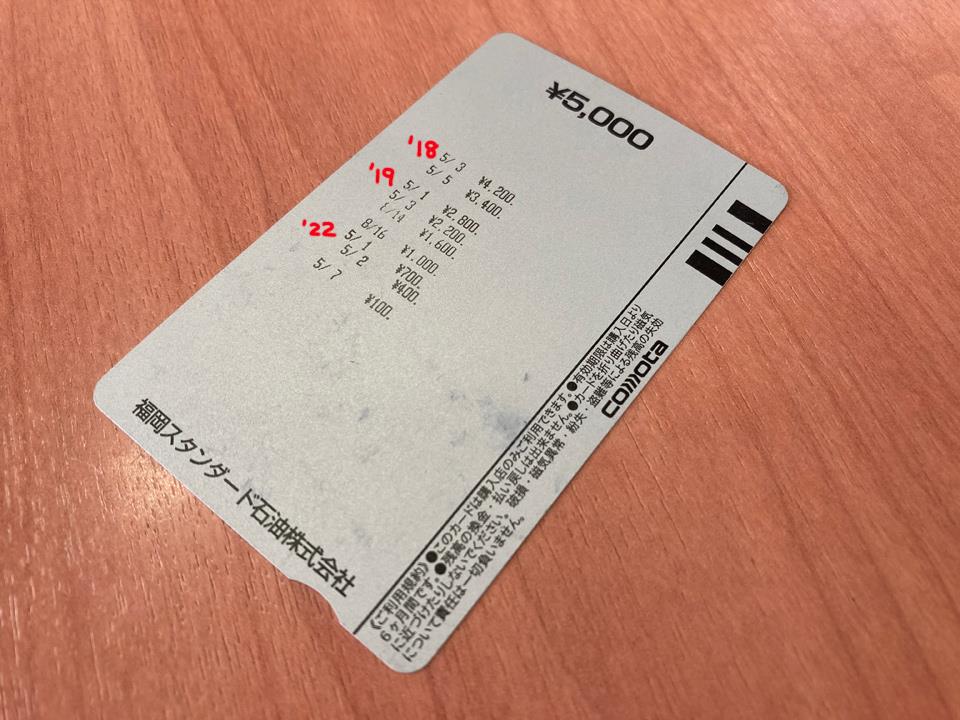 ¥5,000
'18 5/ 3 ¥4,200.
5/ 5 ¥3,400.
'19 5/ 1 ¥2,800.
5/ 3 ¥2,200.
8/14 ¥1,600.
8/16 ¥1,000.
'22 5/ 1 ¥700.
5/ 2 ¥400.
5/ 7 ¥100.
福岡スタンダード石油株式会社
《ご利用規約》●このカードは購入店のみご利用できます。●有効期限は購入日より
6ヶ月間です。●残高の換金・払い戻しは出来ません。●カードを折り曲げたり磁気
に近づけたりしないでください。破損・磁気異常・紛失・盗難等による残高の失効
について責任は一切負いません。
comota